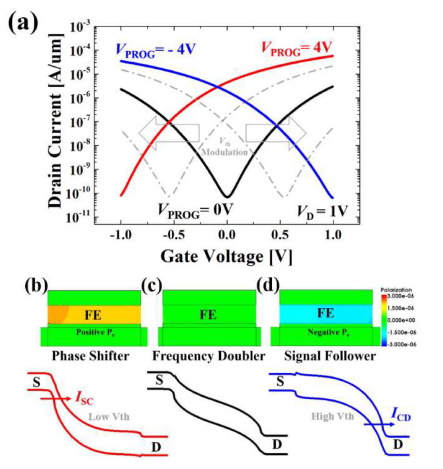 (a)
10⁻³
10⁻⁴
10⁻⁵
10⁻⁶
10⁻⁷
10⁻⁸
10⁻⁹
10⁻¹⁰
10⁻¹¹
Drain Current [A/um]
V_PROG = - 4V
V_PROG = 4V
V_th
Modulation
V_PROG = 0V
V_D = 1V
-1.0 -0.5 0.0 0.5 1.0
Gate Voltage [V]
(b) (c) (d)
Polarization
3.000e-06
1.500e-06
0.000e+00
-1.500e-06
-3.000e-06
FE FE FE
Positive P_r
Negative P_r
Phase Shifter Frequency Doubler Signal Follower
S
I_SC
Low Vth
D
S
D
S
High Vth
I_CD
D